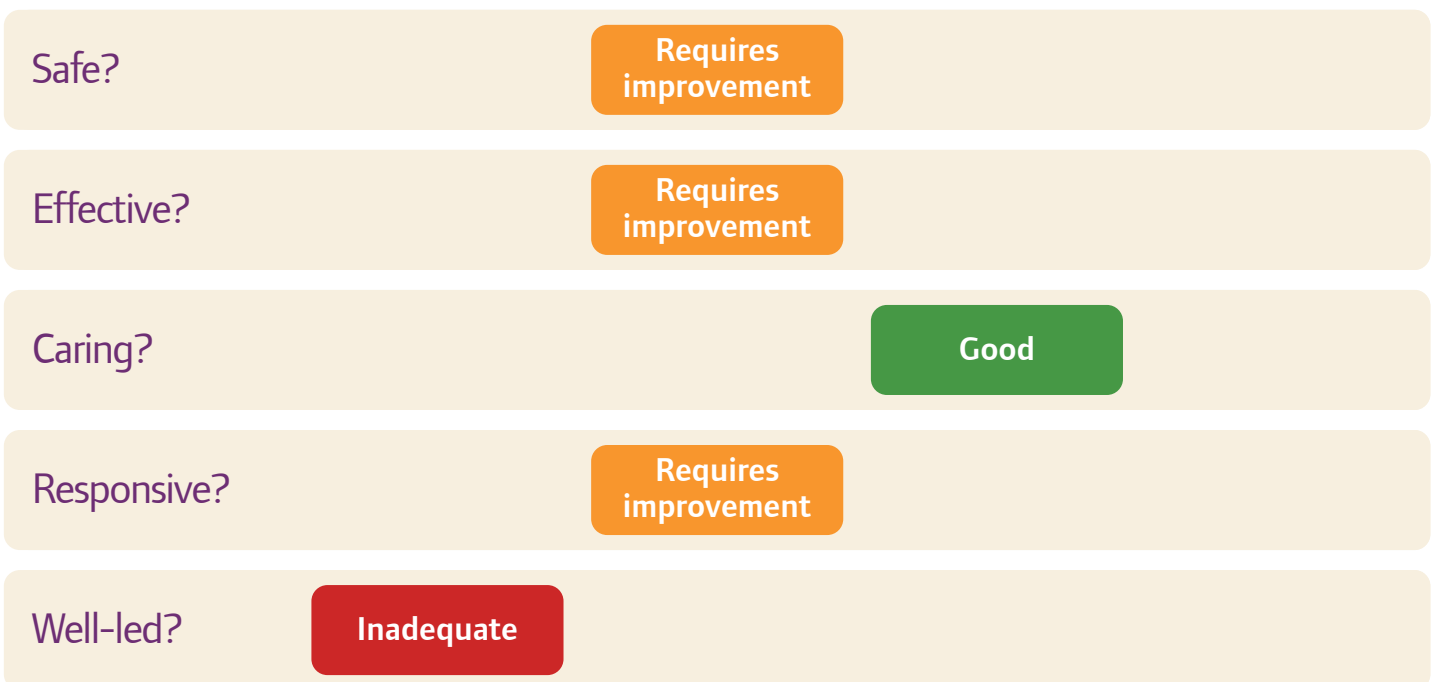 Safe?
Requires
improvement
Effective?
Requires
improvement
Caring?
Good
Responsive?
Requires
improvement
Well-led?
Inadequate